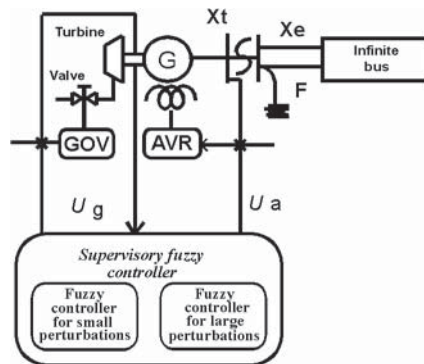 Turbine
Xt
Xe
G
Infinite
bus
Valve
F
GOV
AVR
U g
U a
Supervisory fuzzy
controller
Fuzzy
controller
for small
perturbations
Fuzzy
controller
for large
perturbations